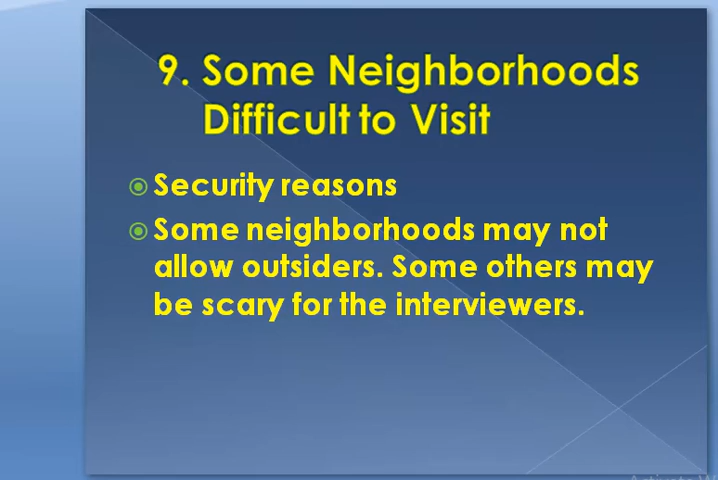 9. Some Neighborhoods
Difficult to Visit
Security reasons
Some neighborhoods may not
allow outsiders. Some others may
be scary for the interviewers.